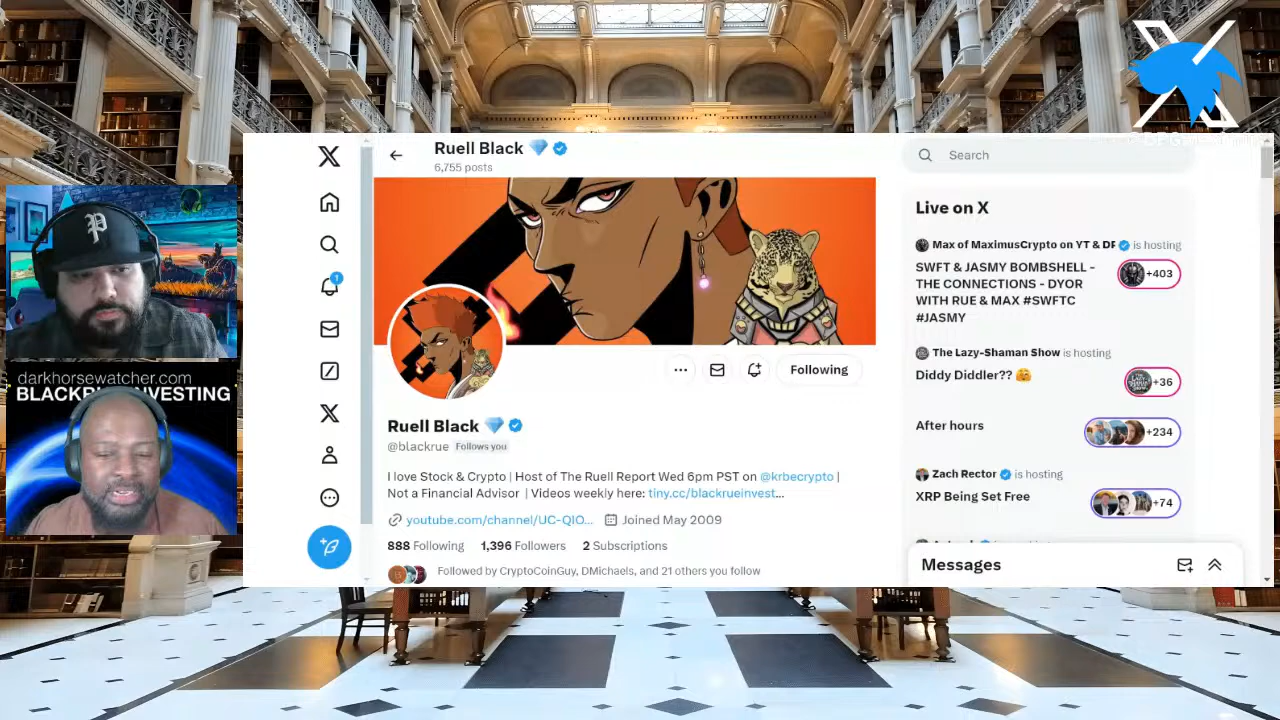 DPG
darkhorsewatcher.com
P
Ruell Black
6,755 posts
Ruell Black
@blackrue Follows you
I love Stock & Crypto | Host of The Ruell Report Wed 6pm PST on @krbecrypto |
Not a Financial Advisor | Videos weekly here: tiny.cc/blackrueinvest...
youtube.com/channel/UC-QIO... Joined May 2009
888 Following 1,396 Followers 2 Subscriptions
Followed by CryptoCoinGuy, DMichaels, and 21 others you follow
Following
1
Search
Live on X
Max of MaximusCrypto on YT & DF is hosting
SWFT & JASMY BOMBSHELL -
THE CONNECTIONS - DYOR
WITH RUE & MAX #SWFTC
#JASMY
+403
The Lazy-Shaman Show is hosting
Diddy Diddler??
+36
After hours
+234
Zach Rector is hosting
XRP Being Set Free
+74
Messages